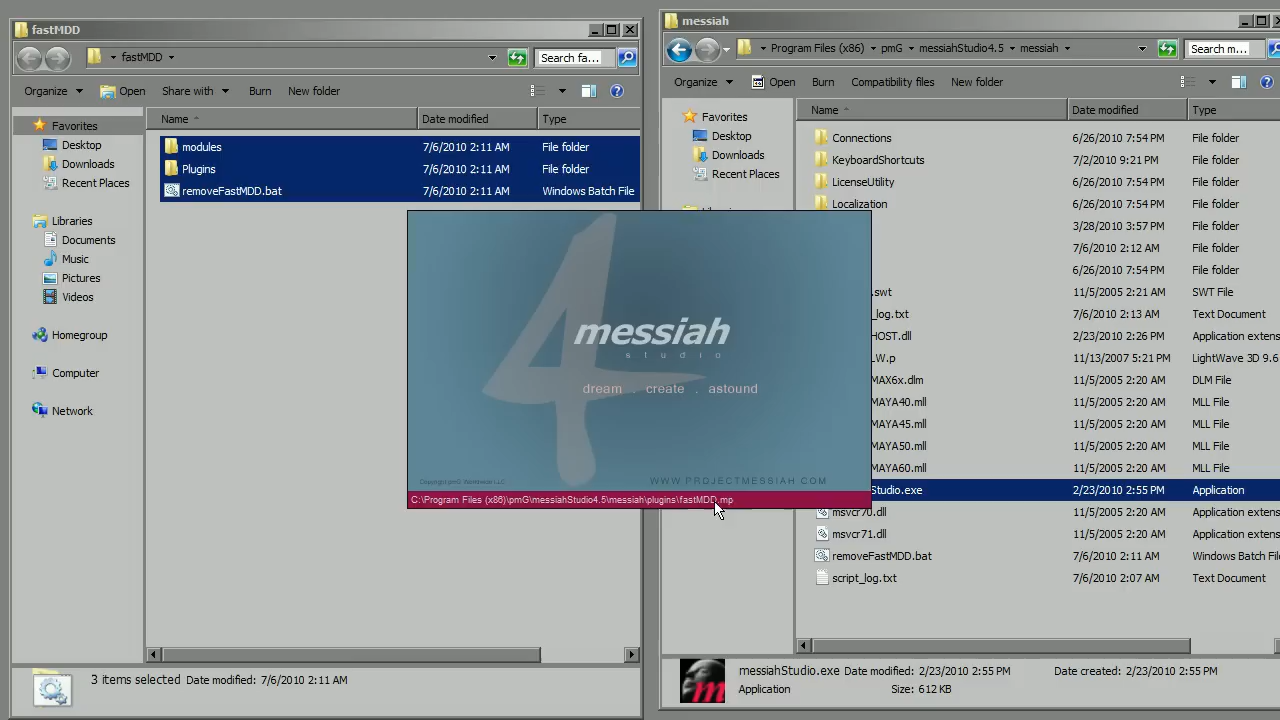 fastMDD
fastMDD
Search fa...
Organize
Open
Share with
Burn
New folder
Name
Date modified
Type
Favorites
Desktop
Downloads
Recent Places
Libraries
Documents
Music
Pictures
Videos
Homegroup
Computer
Network
modules 7/6/2010 2:11 AM File folder
Plugins 7/6/2010 2:11 AM File folder
removeFastMDD.bat 7/6/2010 2:11 AM Windows Batch File
3 items selected Date modified: 7/6/2010 2:11 AM
4
messiah
studio
dream . create . astound
WWW.PROJECTMESSIAH.COM
C:\Program Files (x86)\pmG\messiahStudio4.5\messiah\plugins\fastMDD.mp
messiah
Program Files (x86) pmG messiahStudio4.5 messiah
Search m...
Organize
Open
Burn
Compatibility files
New folder
Name
Date modified
Type
Favorites
Desktop
Downloads
Recent Places
Connections 6/26/2010 7:54 PM File folder
KeyboardShortcuts 7/2/2010 9:21 PM File folder
LicenseUtility 6/26/2010 7:54 PM File folder
Localization 6/26/2010 7:54 PM File folder
3/28/2010 3:57 PM File folder
7/6/2010 2:12 AM File folder
6/26/2010 7:54 PM File folder
.swt 11/5/2005 2:21 AM SWT File
_log.txt 7/6/2010 2:13 AM Text Document
HOST.dll 2/23/2010 2:26 PM Application extens
LW.p 11/13/2007 5:21 PM LightWave 3D 9.6
MAX6x.dlm 11/5/2005 2:20 AM DLM File
MAYA40.mll 11/5/2005 2:20 AM MLL File
MAYA45.mll 11/5/2005 2:20 AM MLL File
MAYA50.mll 11/5/2005 2:20 AM MLL File
MAYA60.mll 11/5/2005 2:20 AM MLL File
Studio.exe 2/23/2010 2:55 PM Application
msvcr70.dll 11/5/2005 2:20 AM Application extens
msvcr71.dll 11/5/2005 2:20 AM Application extens
removeFastMDD.bat 7/6/2010 2:11 AM Windows Batch File
script_log.txt 7/6/2010 2:07 AM Text Document
messiahStudio.exe Date modified: 2/23/2010 2:55 PM Date created: 2/23/2010 2:55 PM
Application Size: 612 KB